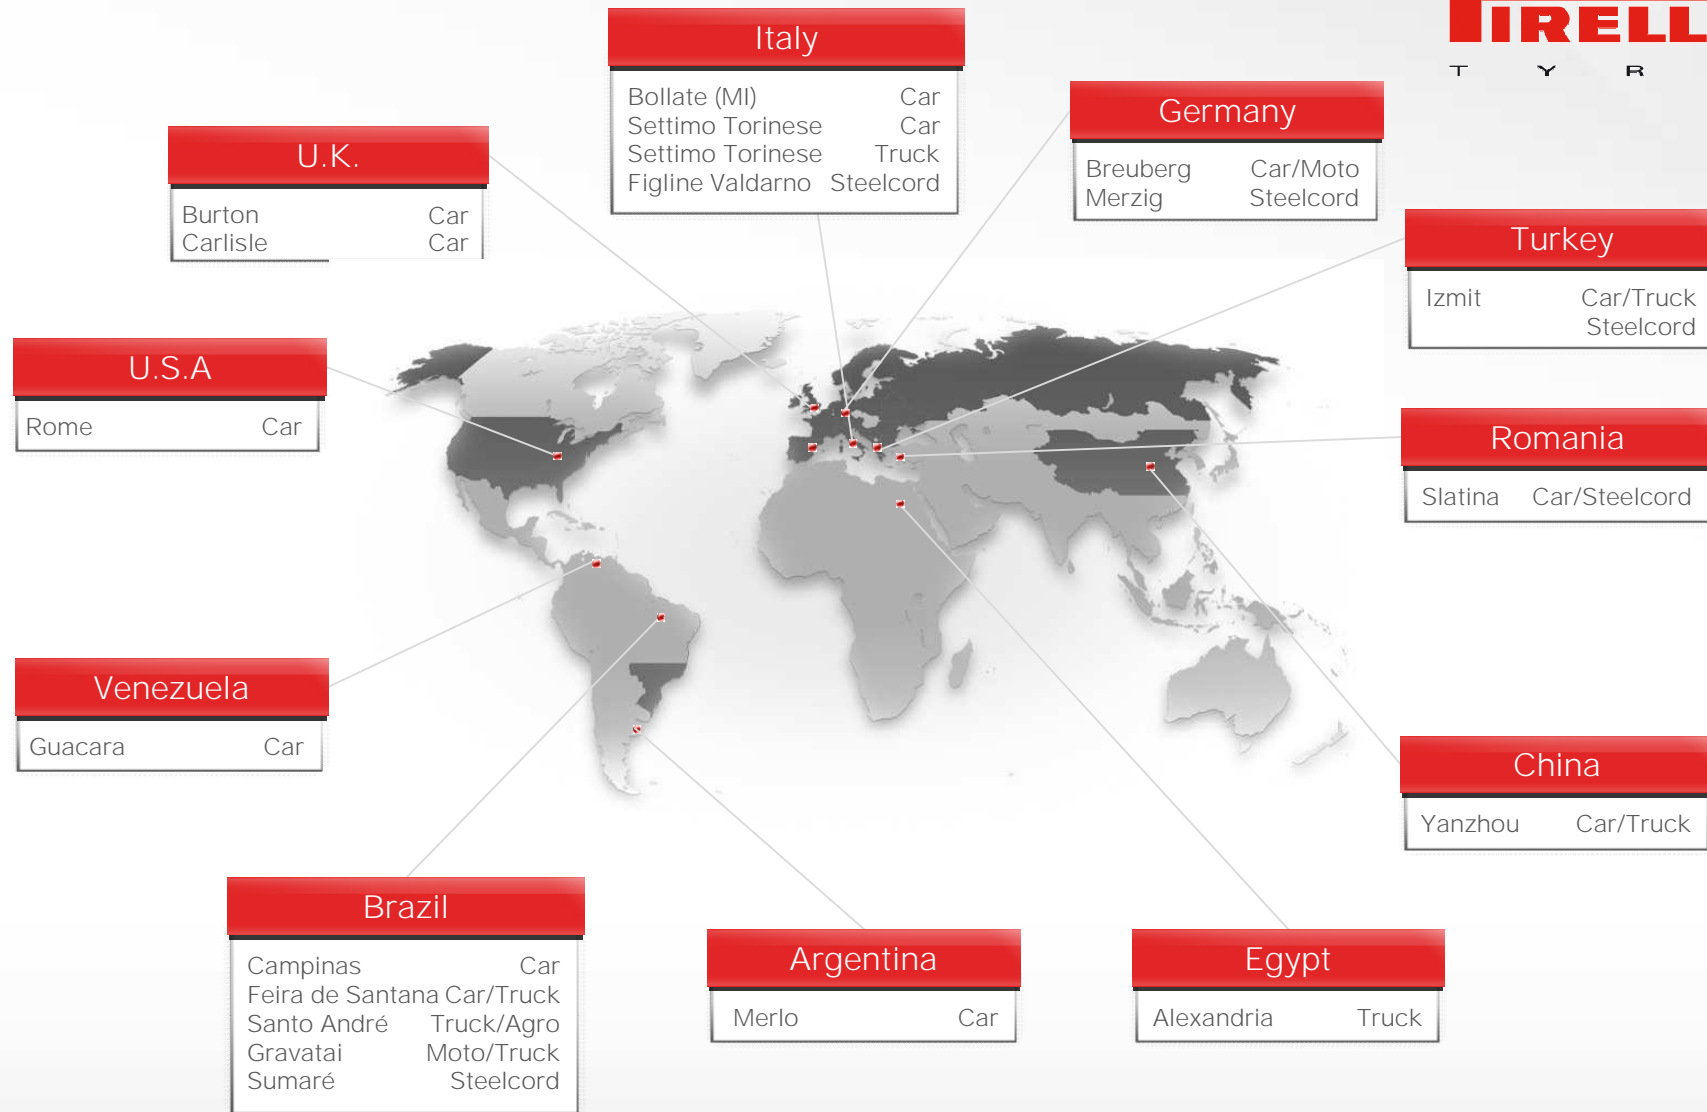 PIRELL
T Y R
Italy
Bollate (MI) Car
Settimo Torinese Car
Settimo Torinese Truck
Figline Valdarno Steelcord
Germany
Breuberg Car/Moto
Merzig Steelcord
U.K.
Burton Car
Carlisle Car
Turkey
Izmit Car/Truck
Steelcord
U.S.A
Rome Car
Romania
Slatina Car/Steelcord
Venezuela
Guacara Car
China
Yanzhou Car/Truck
Brazil
Campinas Car
Feira de Santana Car/Truck
Santo André Truck/Agro
Gravatai Moto/Truck
Sumaré Steelcord
Argentina
Merlo Car
Egypt
Alexandria Truck